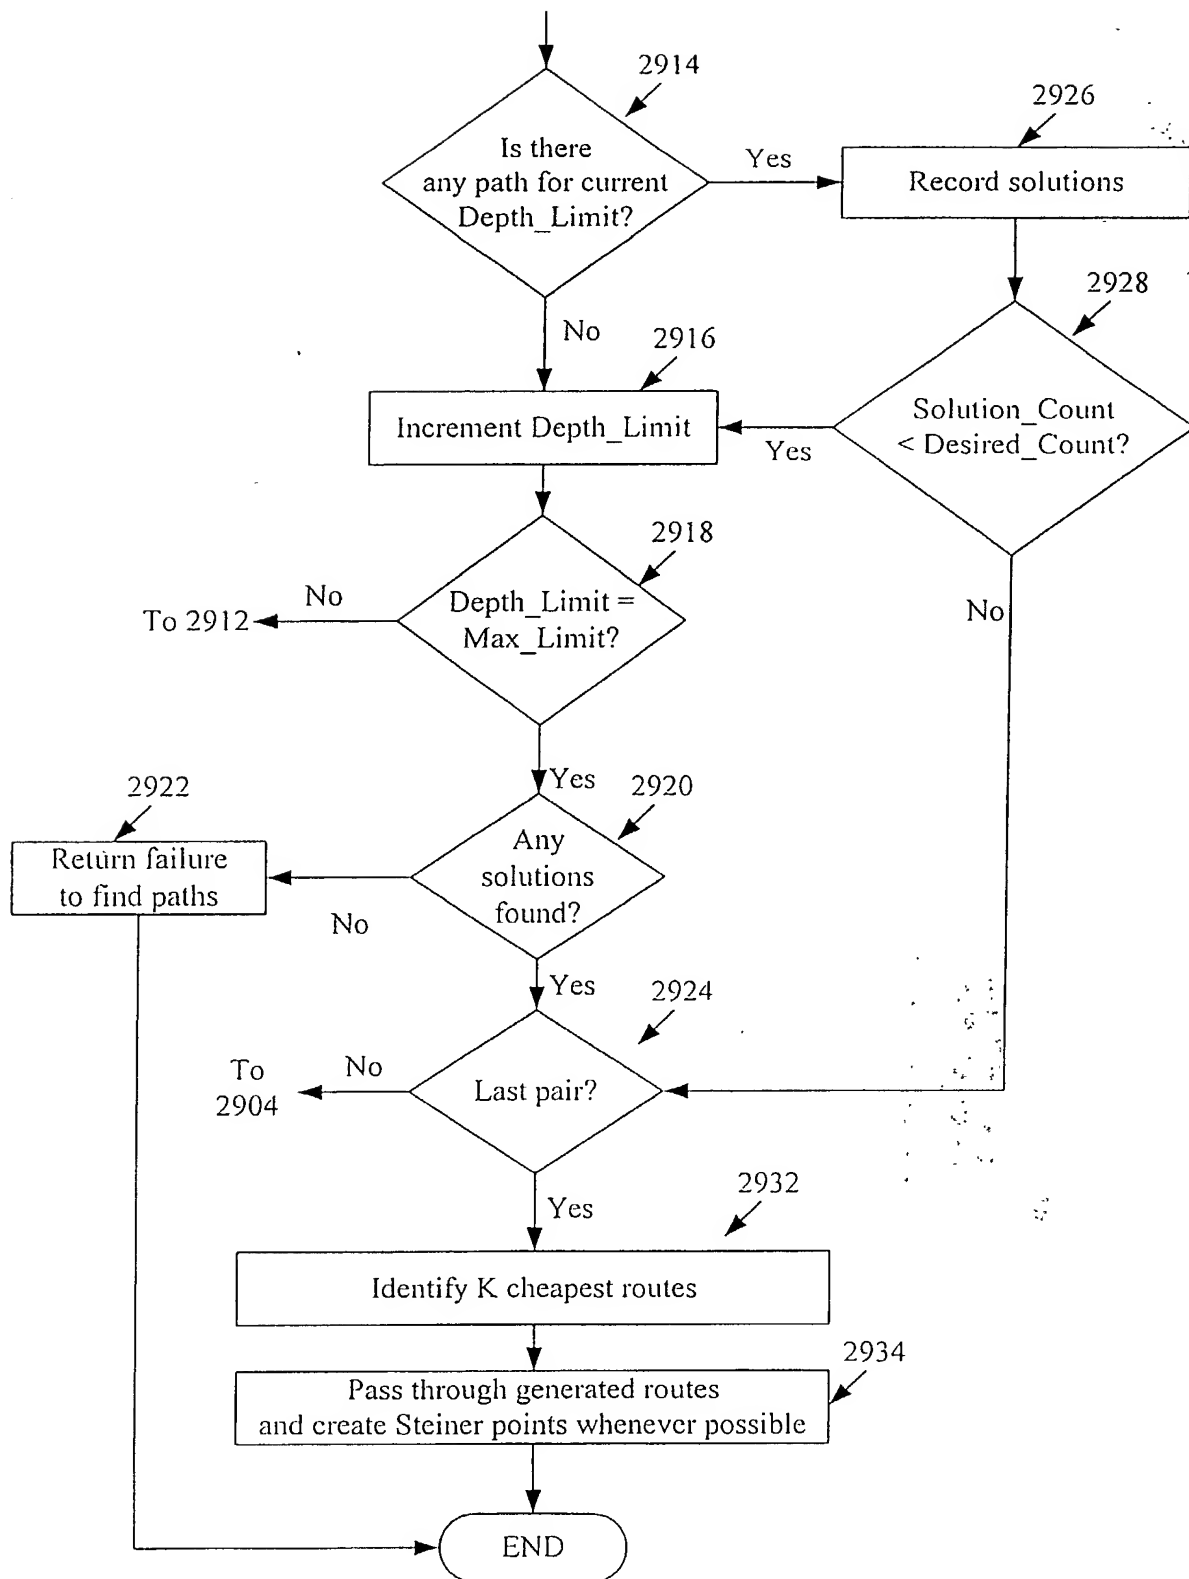 2914
Is there
any path for current
Depth_Limit?
Yes
2926
Record solutions
No
2916
Increment Depth_Limit
2928
Solution_Count
< Desired_Count?
Yes
No
2918
Depth_Limit =
Max_Limit?
No
To 2912
Yes
2920
Any
solutions
found?
2922
Return failure
to find paths
No
Yes
2924
Last pair?
No
To
2904
Yes
2932
Identify K cheapest routes
2934
Pass through generated routes
and create Steiner points whenever possible
END